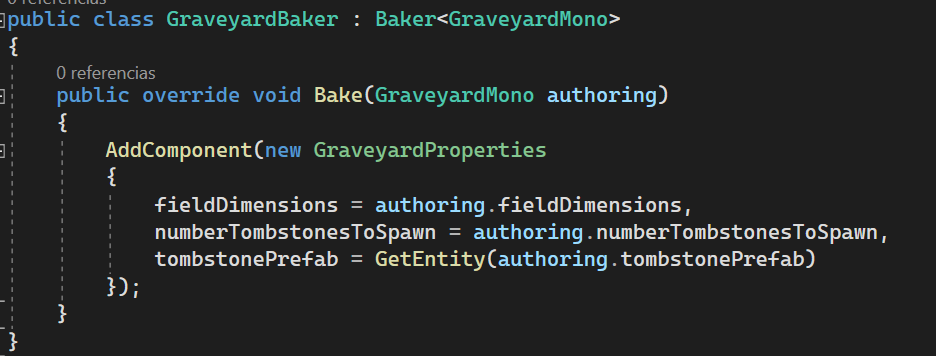 0 referencias
public class GraveyardBaker : Baker<GraveyardMono>
{
0 referencias
public override void Bake(GraveyardMono authoring)
{
AddComponent(new GraveyardProperties
{
fieldDimensions = authoring.fieldDimensions,
numberTombstonesToSpawn = authoring.numberTombstonesToSpawn,
tombstonePrefab = GetEntity(authoring.tombstonePrefab)
});
}
}